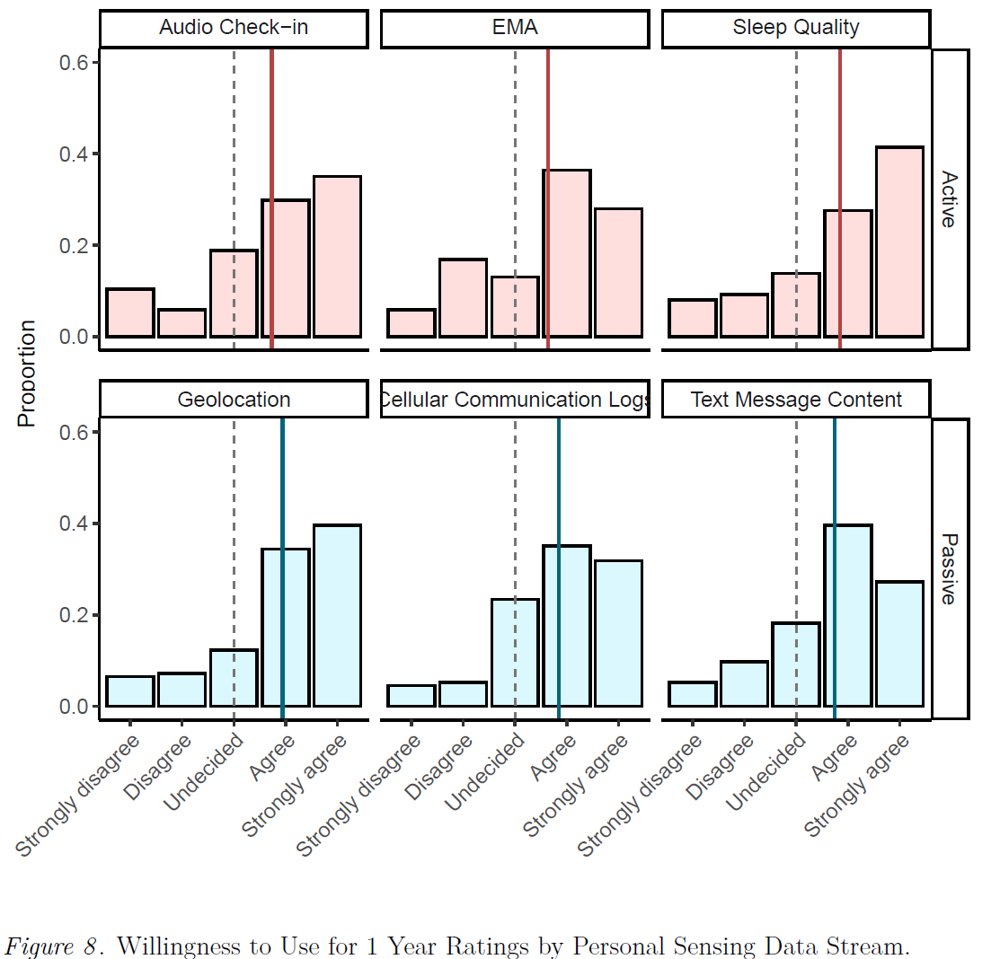 Audio Check−in
EMA
Sleep Quality
0.6
0.4
0.2
0.0
Active
Proportion
Geolocation
Cellular Communication Logs
Text Message Content
0.6
0.4
0.2
0.0
Passive
Strongly disagree
Disagree
Undecided
Agree
Strongly agree
Strongly disagree
Disagree
Undecided
Agree
Strongly agree
Strongly disagree
Disagree
Undecided
Agree
Strongly agree
Figure 8. Willingness to Use for 1 Year Ratings by Personal Sensing Data Stream.